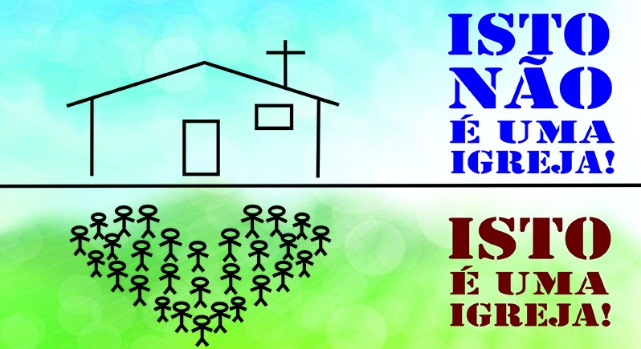 ISTO
NÃO
É UMA
IGREJA!
ISTO
É UMA
IGREJA!